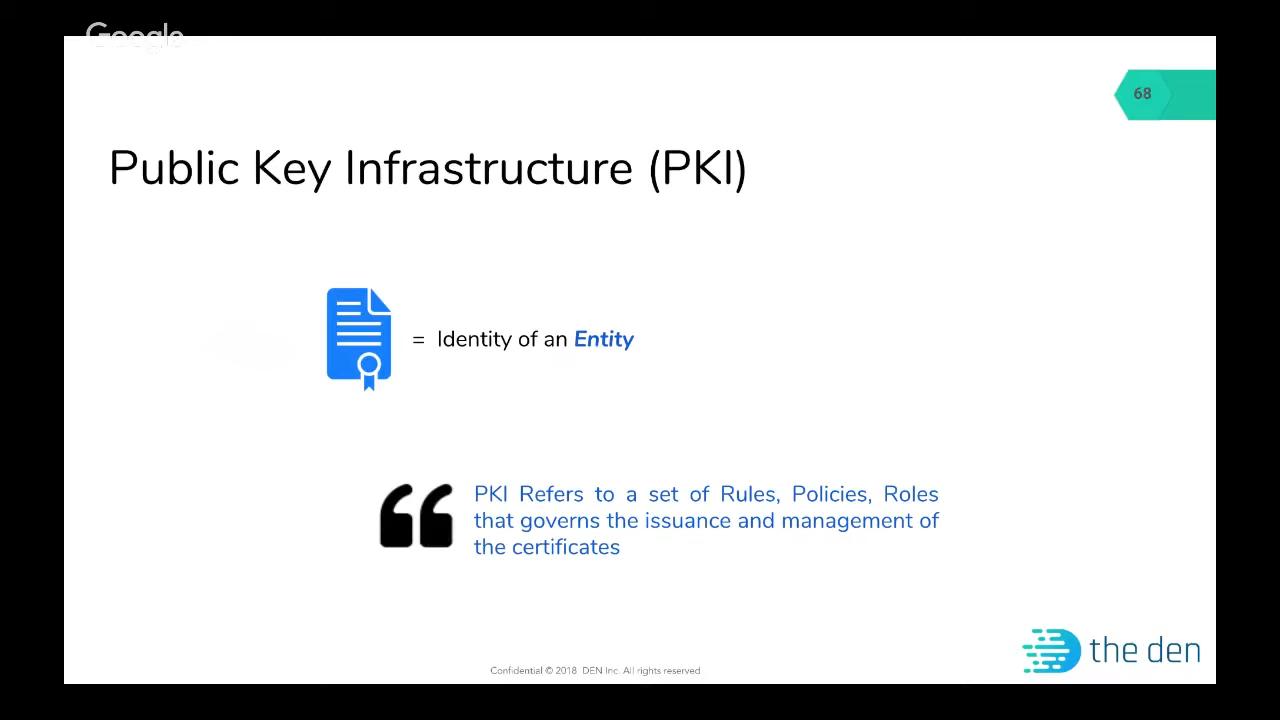 Google
68
Public Key Infrastructure (PKI)
= Identity of an Entity
PKI Refers to a set of Rules, Policies, Roles
that governs the issuance and management of
the certificates
the den
Confidential © 2018 DEN Inc. All rights reserved